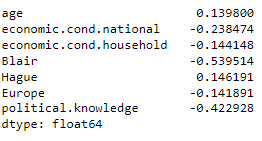 age 0.139800
economic.cond.national -0.238474
economic.cond.household -0.144148
Blair -0.539514
Hague 0.146191
Europe -0.141891
political.knowledge -0.422928
dtype: float64